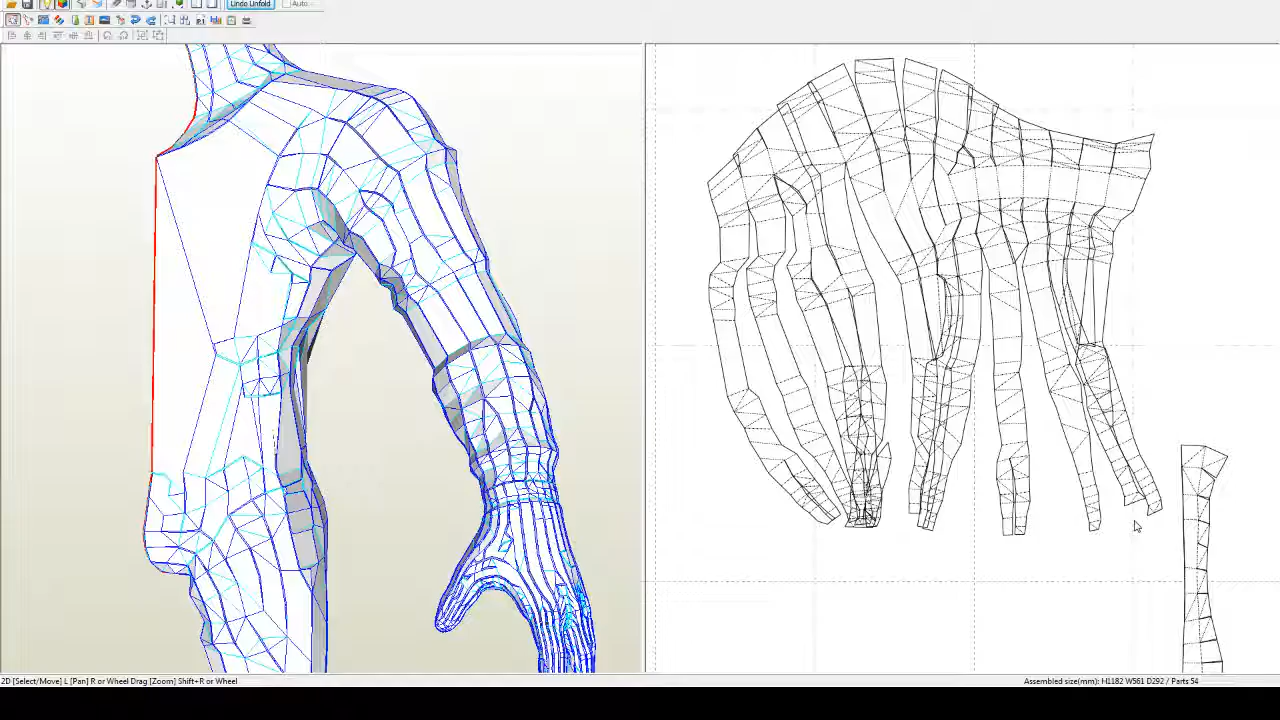 Undo Unfold
Auto
2D [Select/Move] L [Pan] R or Wheel Drag [Zoom] Shift+R or Wheel
Assembled size(mm): H1182 W561 D292 / Parts 54